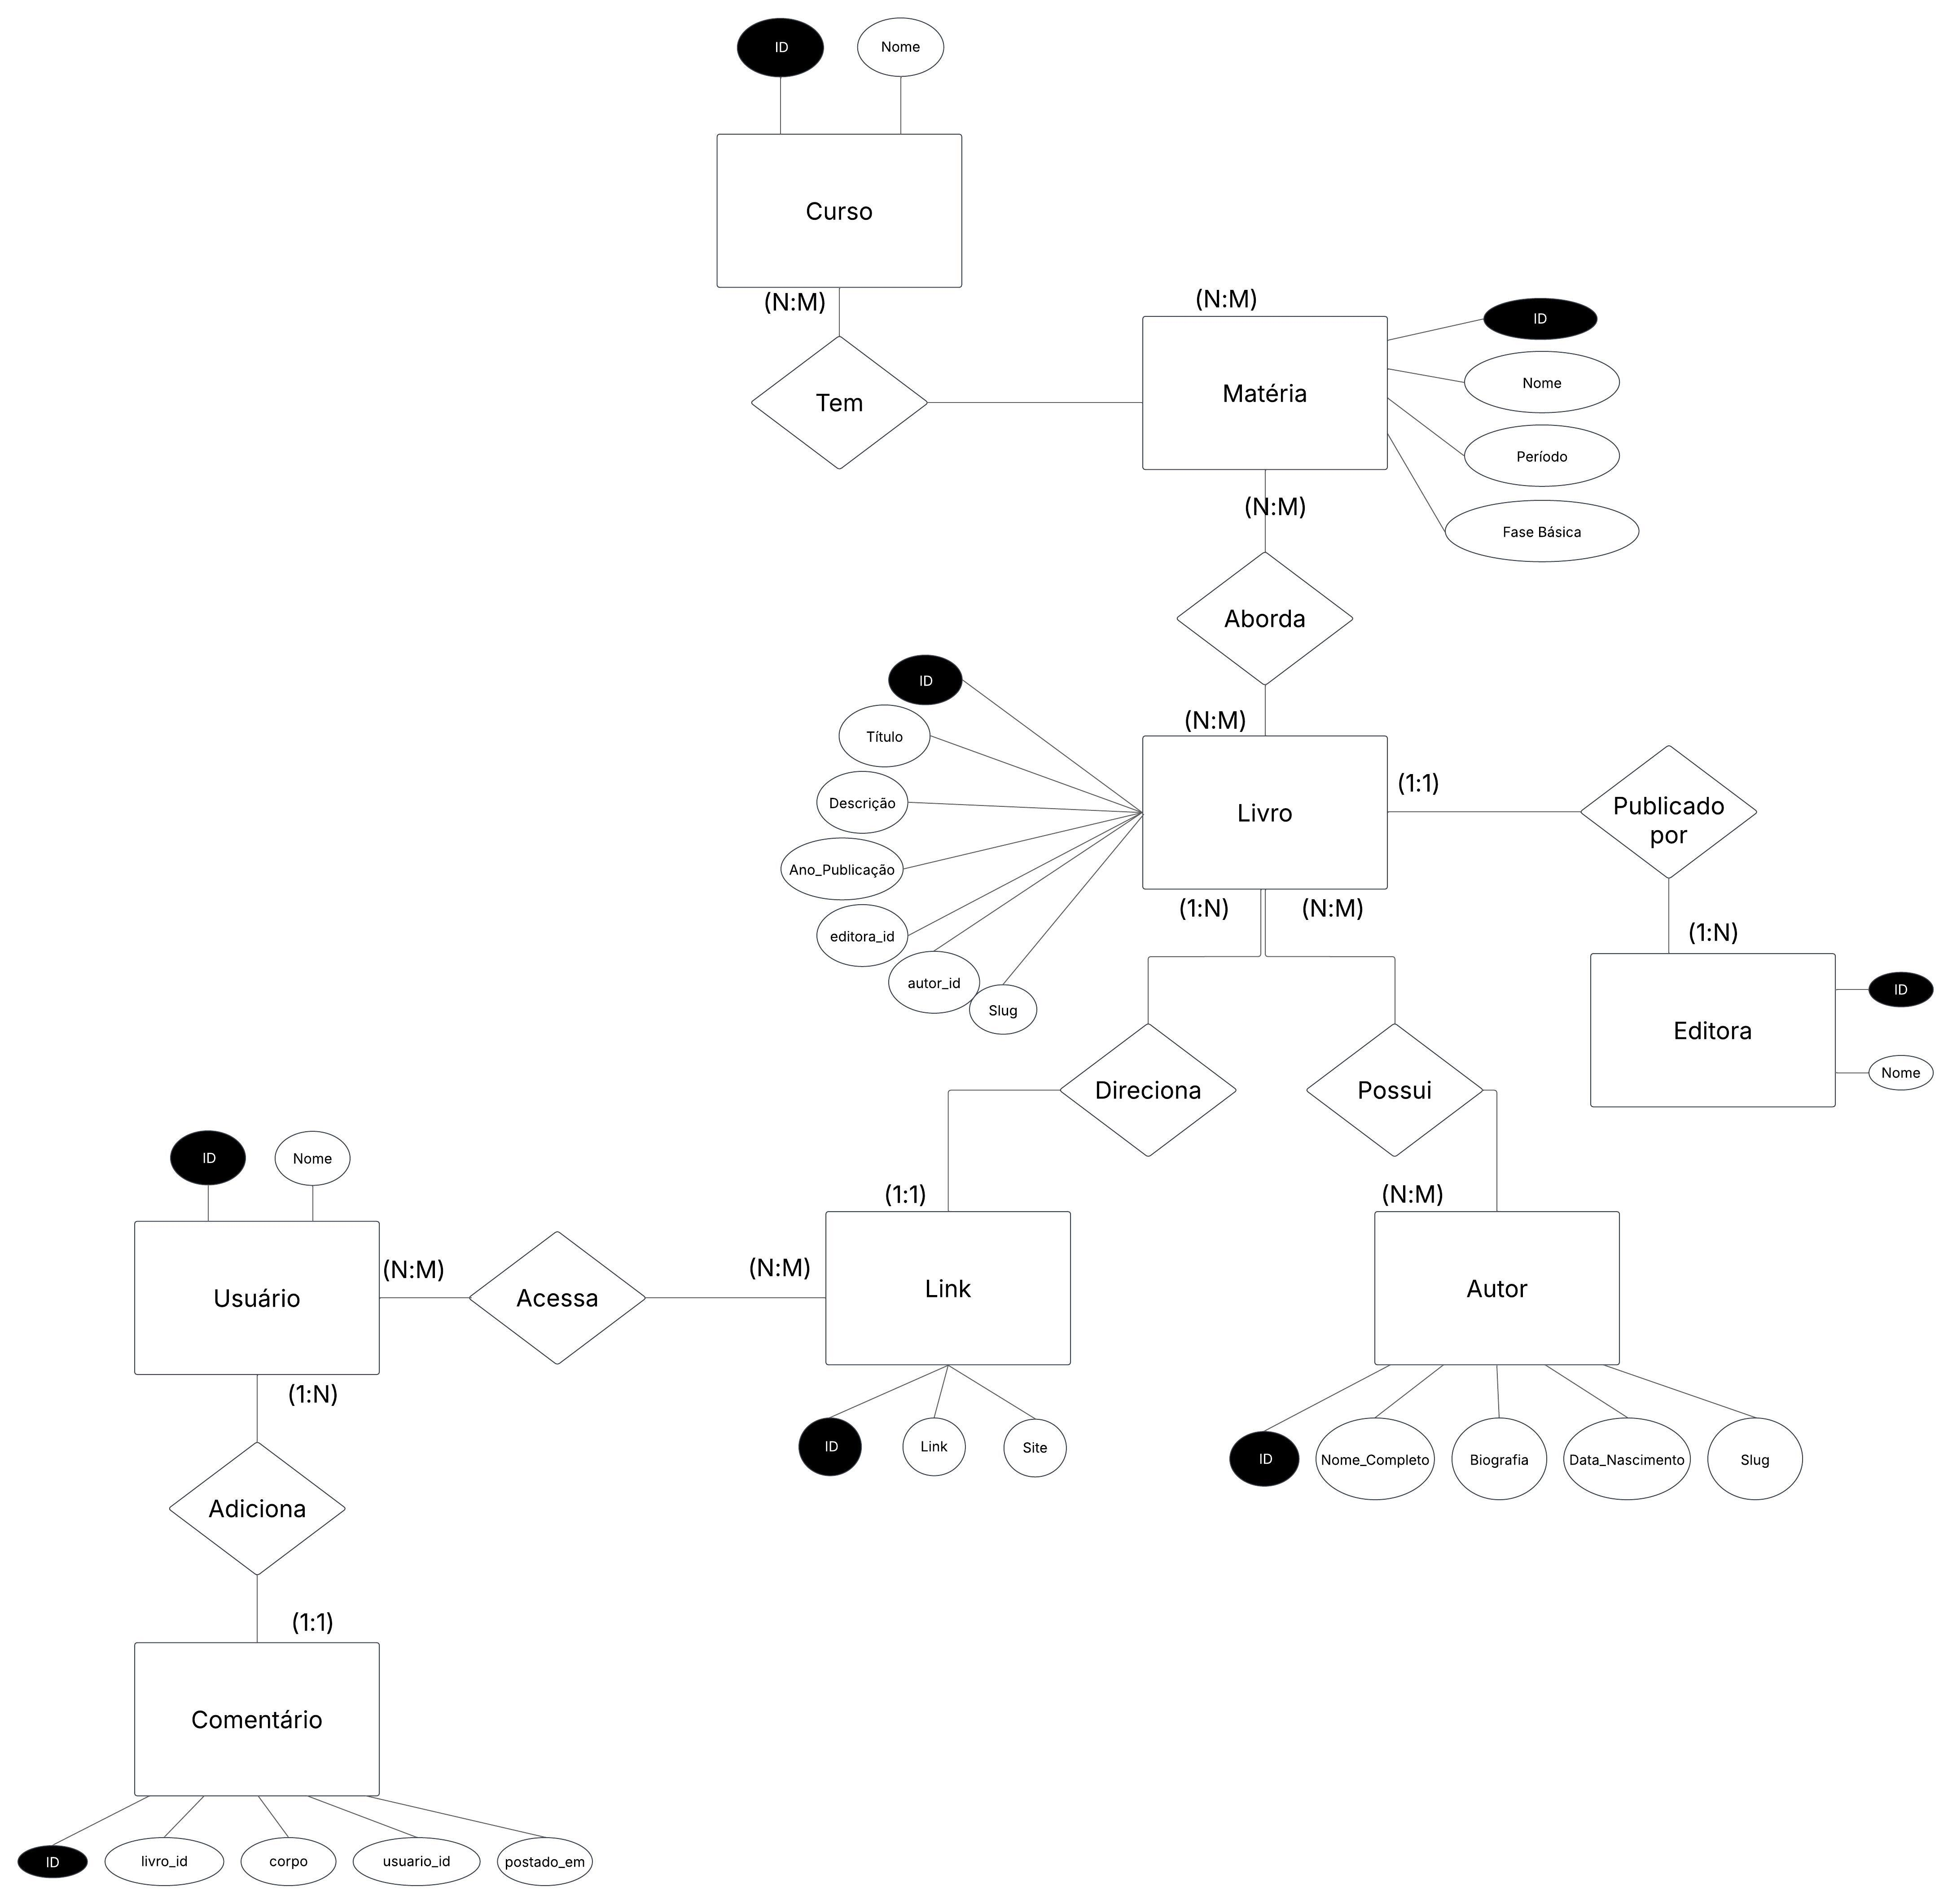 ID
Nome
Curso
(N:M)
Tem
(N:M)
Matéria
ID
Nome
Período
Fase Básica
(N:M)
Aborda
(N:M)
ID
Título
Descrição
Ano_Publicação
editora_id
autor_id
Slug
Livro
(1:1)
Publicado
por
(1:N)
Editora
ID
Nome
(1:N)
(N:M)
Direciona
Possui
(1:1)
(N:M)
ID
Nome
Usuário
(N:M)
Acessa
(N:M)
Link
Autor
ID
Link
Site
ID
Nome_Completo
Biografia
Data_Nascimento
Slug
(1:N)
Adiciona
(1:1)
Comentário
ID
livro_id
corpo
usuario_id
postado_em